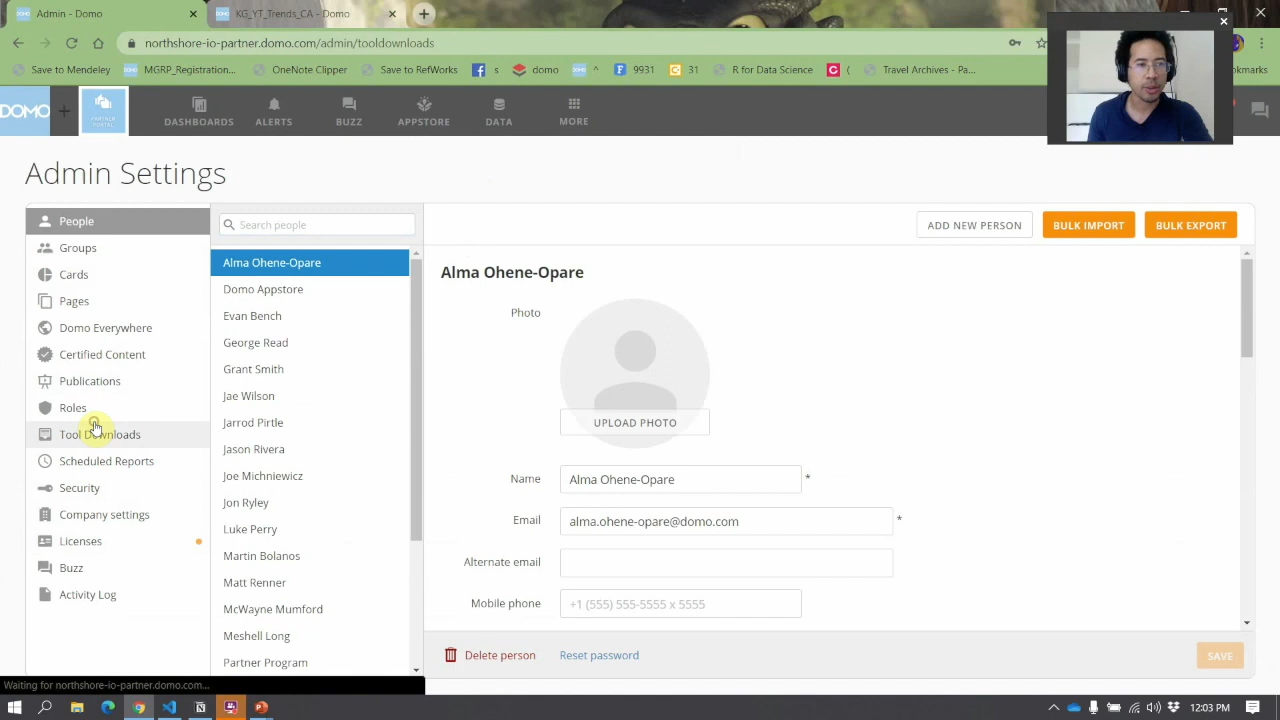 Admin - Domo
KG_YT_Trends_CA - Domo
northshore-io-partner.domo.com/admin/tooldownloads
Save to Mendeley
MGRP_Registration...
OneNote Clipper
Save to RefWorks
s
domo
^
9931
31
R for Data Science
(
Travel Archives - Pa...
okmarks
DOMO
PARTNER PORTAL
DASHBOARDS
ALERTS
BUZZ
APPSTORE
DATA
MORE
Admin Settings
People
Groups
Cards
Pages
Domo Everywhere
Certified Content
Publications
Roles
Tool Downloads
Scheduled Reports
Security
Company settings
Licenses
Buzz
Activity Log
Search people
Alma Ohene-Opare
Domo Appstore
Evan Bench
George Read
Grant Smith
Jae Wilson
Jarrod Pirtle
Jason Rivera
Joe Michniewicz
Jon Ryley
Luke Perry
Martin Bolanos
Matt Renner
McWayne Mumford
Meshell Long
Partner Program
ADD NEW PERSON
BULK IMPORT
BULK EXPORT
Alma Ohene-Opare
Photo
UPLOAD PHOTO
Name
Alma Ohene-Opare
*
Email
alma.ohene-opare@domo.com
*
Alternate email
Mobile phone
+1 (555) 555-5555 x 5555
Delete person
Reset password
SAVE
Waiting for northshore-io-partner.domo.com...
12:03 PM